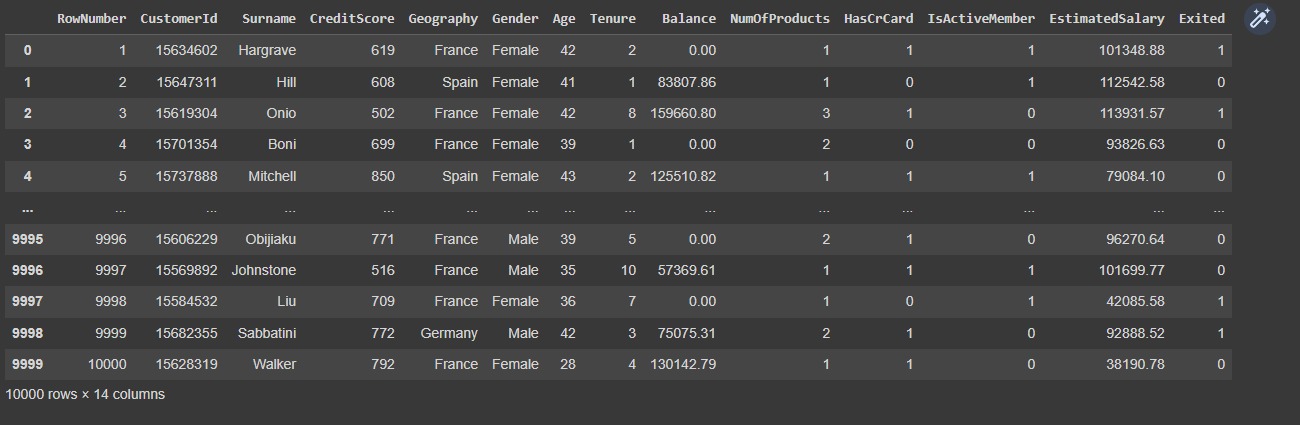 RowNumber CustomerId Surname CreditScore Geography Gender Age Tenure Balance NumOfProducts HasCrCard IsActiveMember EstimatedSalary Exited
0 1 15634602 Hargrave 619 France Female 42 2 0.00 1 1 1 101348.88 1
1 2 15647311 Hill 608 Spain Female 41 1 83807.86 1 0 1 112542.58 0
2 3 15619304 Onio 502 France Female 42 8 159660.80 3 1 0 113931.57 1
3 4 15701354 Boni 699 France Female 39 1 0.00 2 0 0 93826.63 0
4 5 15737888 Mitchell 850 Spain Female 43 2 125510.82 1 1 1 79084.10 0
... ... ... ... ... ... ... ... ... ... ... ... ... ... ...
9995 9996 15606229 Obijiaku 771 France Male 39 5 0.00 2 1 0 96270.64 0
9996 9997 15569892 Johnstone 516 France Male 35 10 57369.61 1 1 1 101699.77 0
9997 9998 15584532 Liu 709 France Female 36 7 0.00 1 0 1 42085.58 1
9998 9999 15682355 Sabbatini 772 Germany Male 42 3 75075.31 2 1 0 92888.52 1
9999 10000 15628319 Walker 792 France Female 28 4 130142.79 1 1 0 38190.78 0
10000 rows × 14 columns